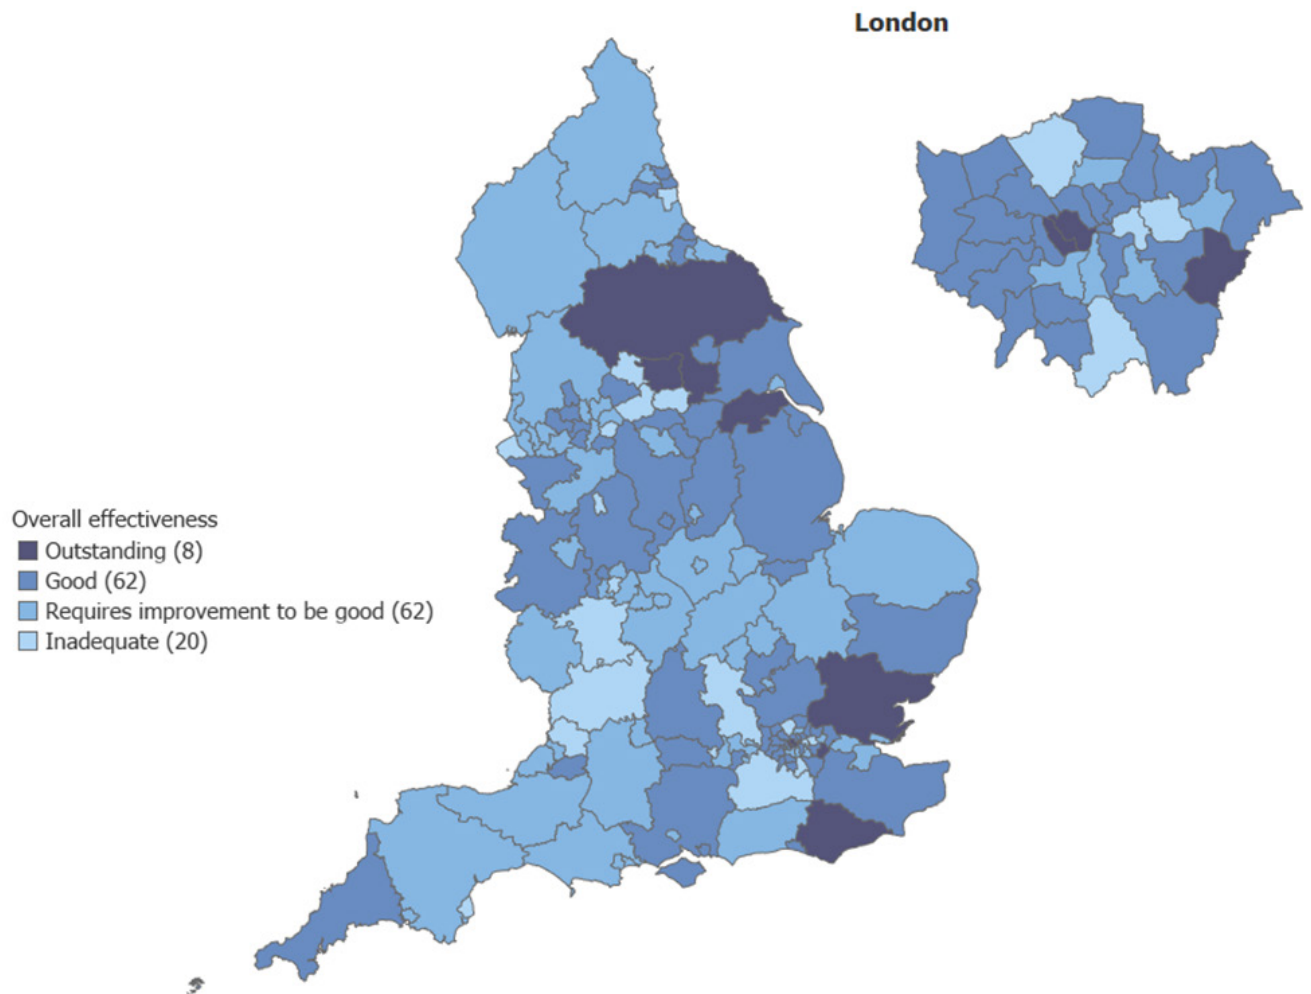 London
Overall effectiveness
Outstanding (8)
Good (62)
Requires improvement to be good (62)
Inadequate (20)